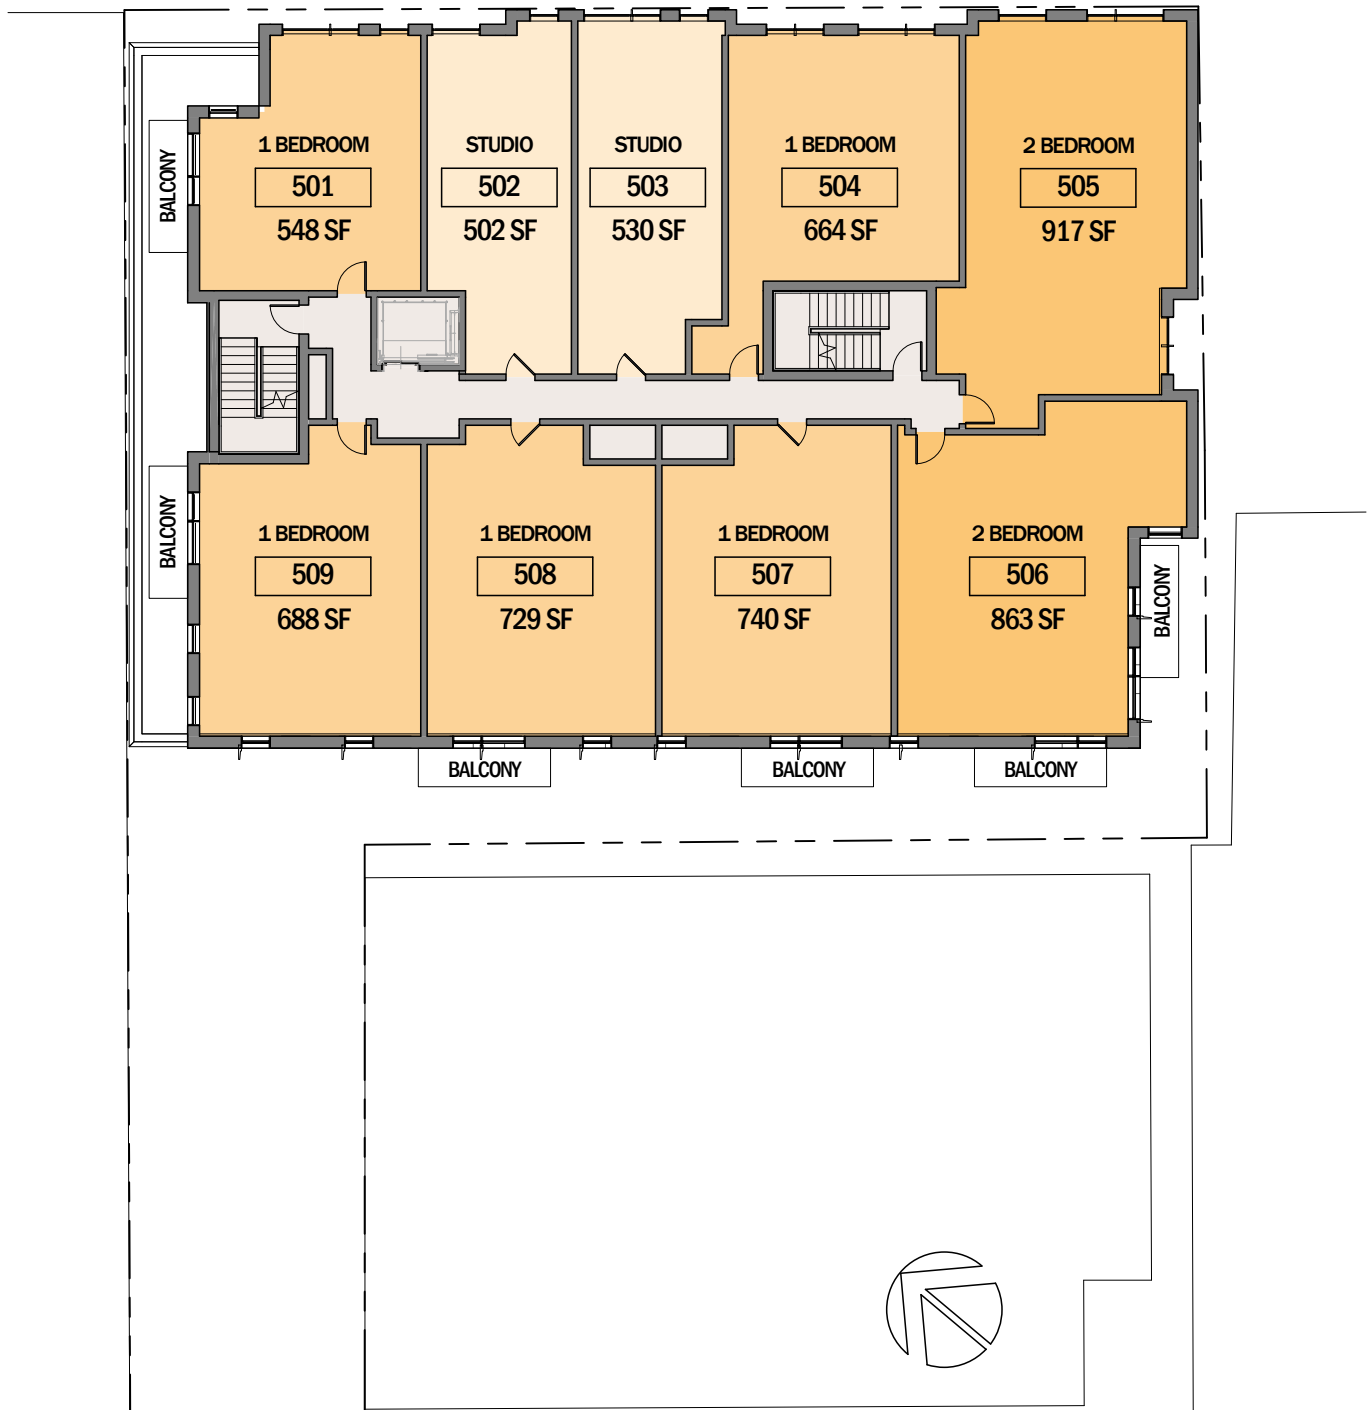 1 BEDROOM
501
548 SF
STUDIO
502
502 SF
STUDIO
503
530 SF
1 BEDROOM
504
664 SF
2 BEDROOM
505
917 SF
BALCONY
BALCONY
1 BEDROOM
509
688 SF
1 BEDROOM
508
729 SF
1 BEDROOM
507
740 SF
2 BEDROOM
506
863 SF
BALCONY
BALCONY
BALCONY
BALCONY